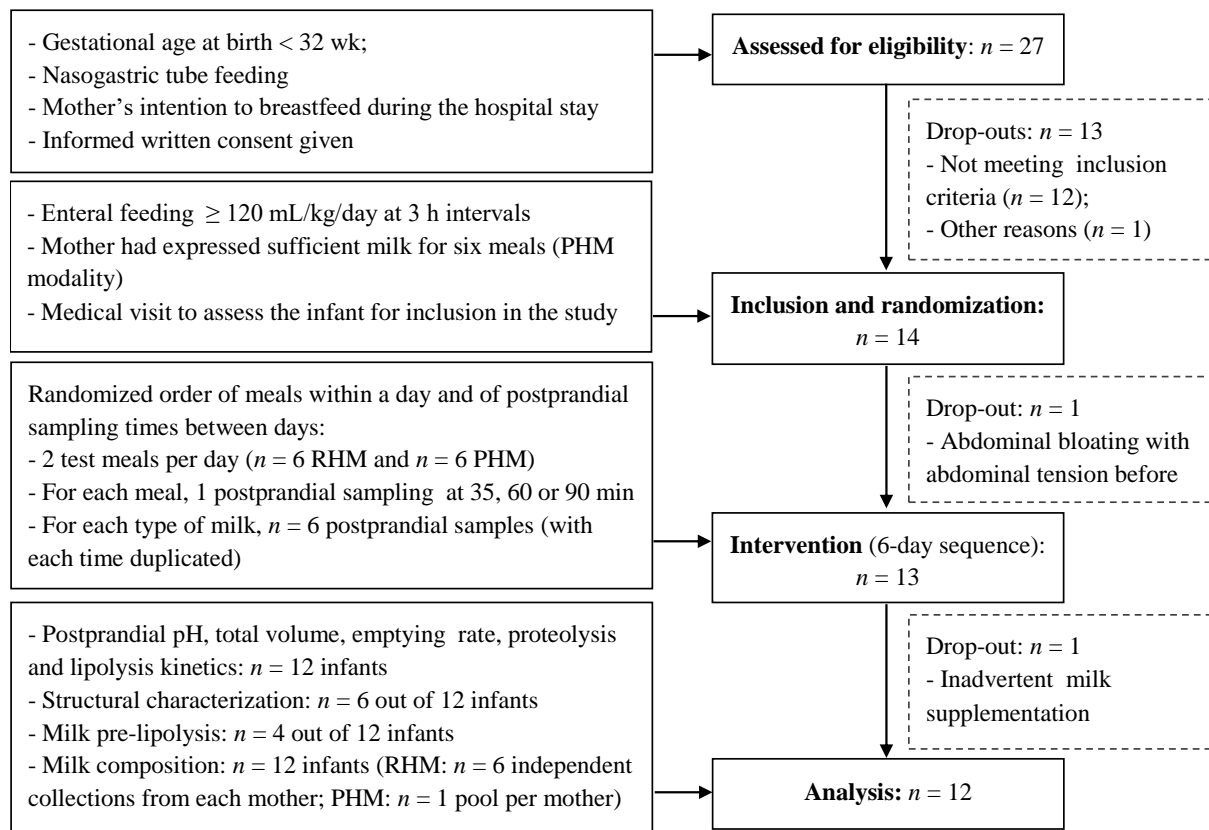 - Gestational age at birth < 32 wk;
- Nasogastric tube feeding
- Mother’s intention to breastfeed during the hospital stay
- Informed written consent given
Assessed for eligibility: n = 27
Drop-outs: n = 13
- Not meeting inclusion
criteria (n = 12);
- Other reasons (n = 1)
- Enteral feeding ≥ 120 mL/kg/day at 3 h intervals
- Mother had expressed sufficient milk for six meals (PHM
modality)
- Medical visit to assess the infant for inclusion in the study
Inclusion and randomization:
n = 14
Drop-out: n = 1
- Abdominal bloating with
abdominal tension before
Randomized order of meals within a day and of postprandial
sampling times between days:
- 2 test meals per day (n = 6 RHM and n = 6 PHM)
- For each meal, 1 postprandial sampling at 35, 60 or 90 min
- For each type of milk, n = 6 postprandial samples (with
each time duplicated)
Intervention (6-day sequence):
n = 13
Drop-out: n = 1
- Inadvertent milk
supplementation
- Postprandial pH, total volume, emptying rate, proteolysis
and lipolysis kinetics: n = 12 infants
- Structural characterization: n = 6 out of 12 infants
- Milk pre-lipolysis: n = 4 out of 12 infants
- Milk composition: n = 12 infants (RHM: n = 6 independent
collections from each mother; PHM: n = 1 pool per mother)
Analysis: n = 12